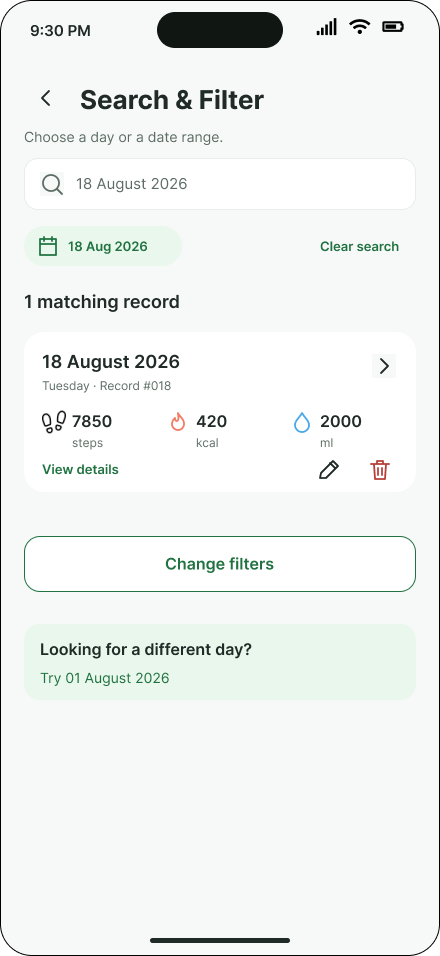 9:30 PM
Search & Filter
Choose a day or a date range.
18 August 2026
18 Aug 2026
Clear search
1 matching record
18 August 2026
Tuesday · Record #018
7850 420 2000
steps kcal ml
View details
Change filters
Looking for a different day?
Try 01 August 2026